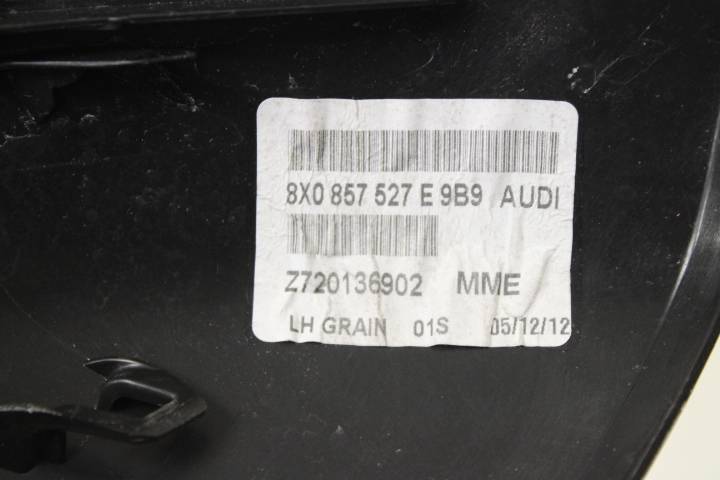 8X0 857 527 E 9B9 AUDI
Z720136902 MME
LH GRAIN 01S 05/12/12